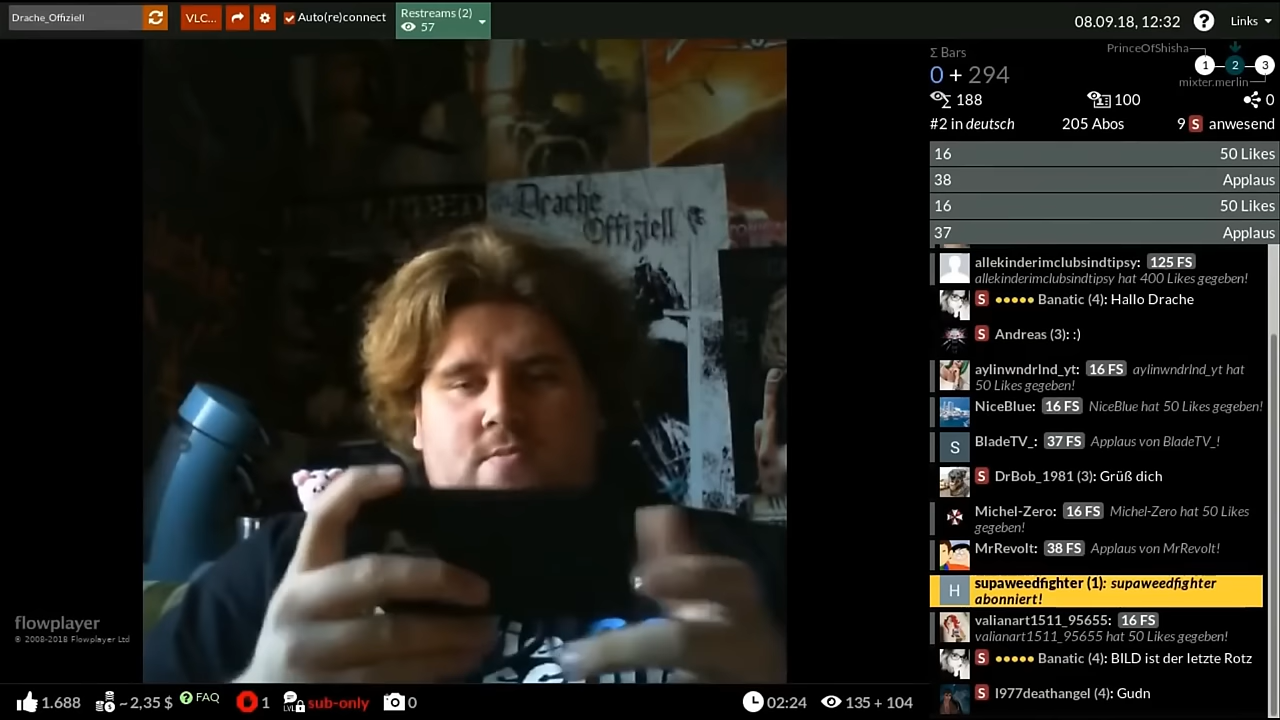 Drache_Offiziell
VLC...
Auto(re)connect
Restreams (2)
57
08.09.18, 12:32
?
Links
Σ Bars
PrinceOfShisha
0 + 294
1 2 3
mixter.merlin
Σ 188
100
0
#2 in deutsch
205 Abos
9 S anwesend
16 50 Likes
38 Applaus
16 50 Likes
37 Applaus
allekinderimclubsindtipsy: 125 FS
allekinderimclubsindtipsy hat 400 Likes gegeben!
S Banatic (4): Hallo Drache
S Andreas (3): :)
aylinwndrlnd_yt: 16 FS aylinwndrlnd_yt hat
50 Likes gegeben!
NiceBlue: 16 FS NiceBlue hat 50 Likes gegeben!
S
BladeTV_: 37 FS Applaus von BladeTV_!
S DrBob_1981 (3): Grüß dich
Michel-Zero: 16 FS Michel-Zero hat 50 Likes
gegeben!
MrRevolt: 38 FS Applaus von MrRevolt!
H
supaweedfighter (1): supaweedfighter
abonniert!
valianart1511_95655: 16 FS
valianart1511_95655 hat 50 Likes gegeben!
S Banatic (4): BILD ist der letzte Rotz
S I977deathangel (4): Gudn
Drache
Offiziell
flowplayer
© 2008-2018 Flowplayer Ltd
1.688
~ 2,35 $
? FAQ
1
LVL
sub-only
0
02:24
135 + 104